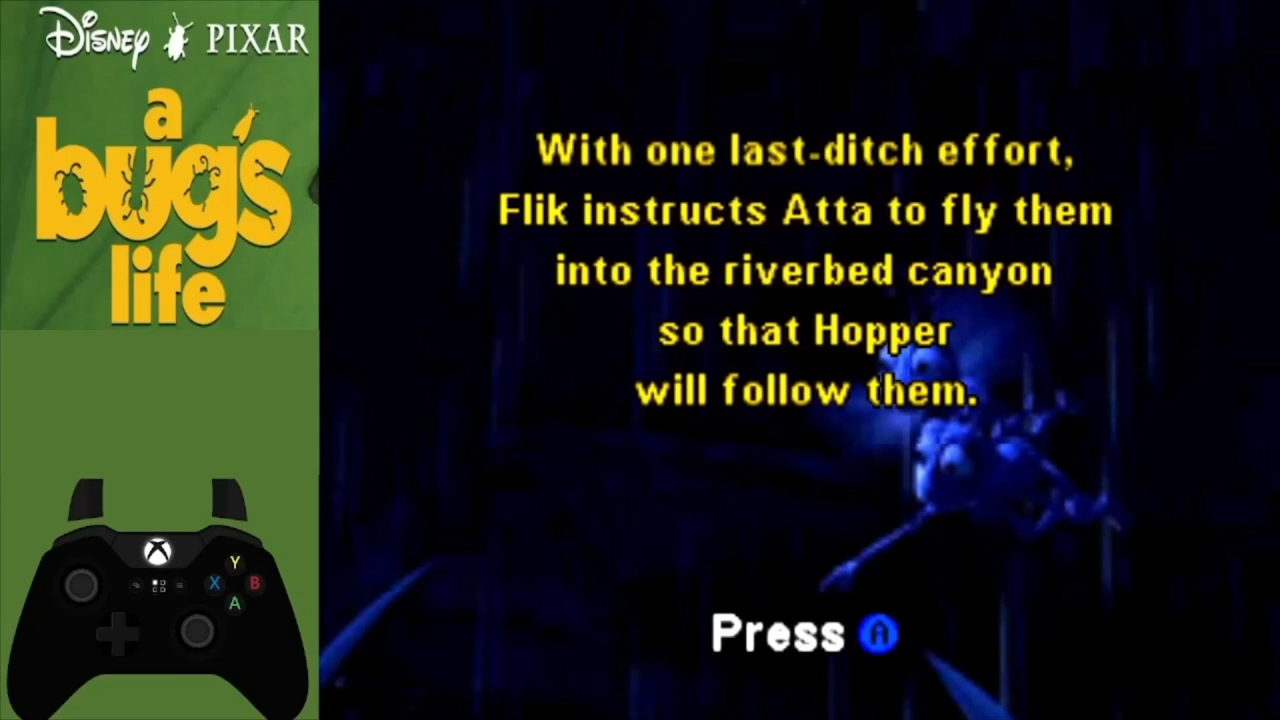 Disney PIXAR
a
bug's
life
With one last-ditch effort,
Flik instructs Atta to fly them
into the riverbed canyon
so that Hopper
will follow them.
Press A
Y
X B
A